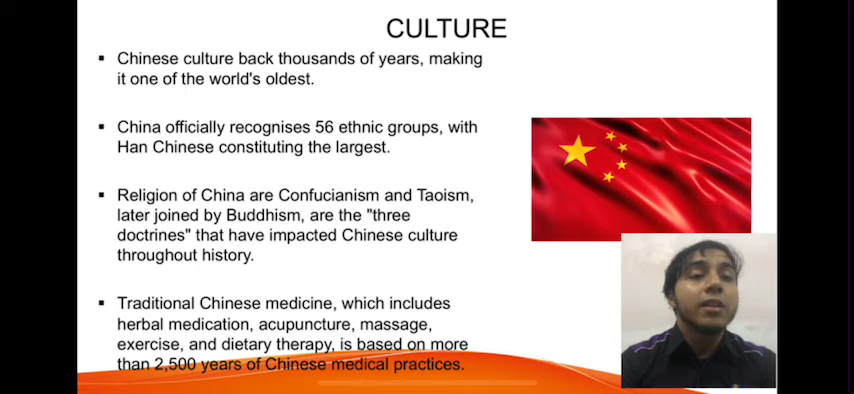 CULTURE
▪ Chinese culture back thousands of years, making
it one of the world's oldest.
▪ China officially recognises 56 ethnic groups, with
Han Chinese constituting the largest.
▪ Religion of China are Confucianism and Taoism,
later joined by Buddhism, are the "three
doctrines" that have impacted Chinese culture
throughout history.
▪ Traditional Chinese medicine, which includes
herbal medication, acupuncture, massage,
exercise, and dietary therapy, is based on more
than 2,500 years of Chinese medical practices.